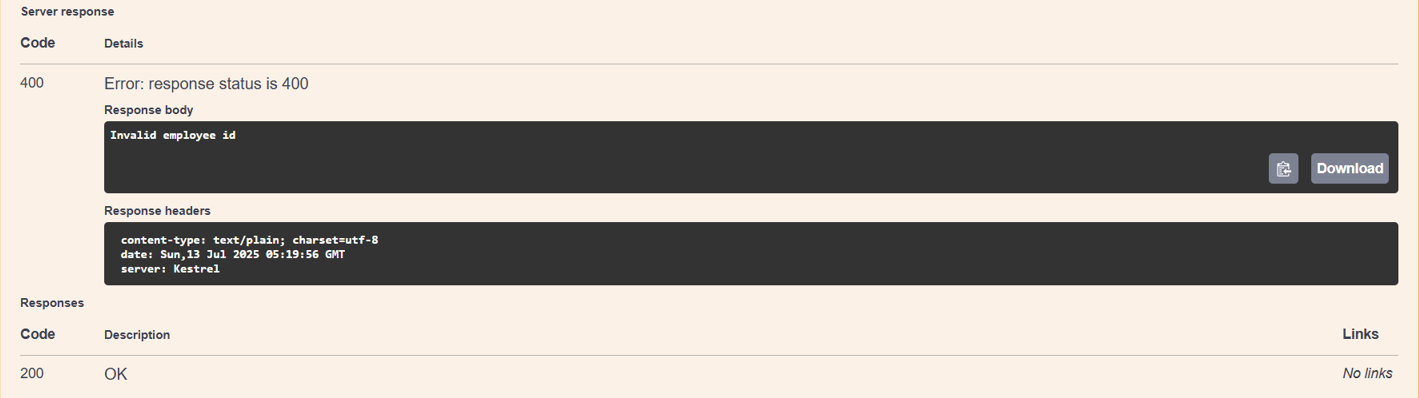 Server response
Code Details
400 Error: response status is 400
Response body
Invalid employee id
Download
Response headers
content-type: text/plain; charset=utf-8
date: Sun,13 Jul 2025 05:19:56 GMT
server: Kestrel
Responses
Code Description Links
200 OK No links